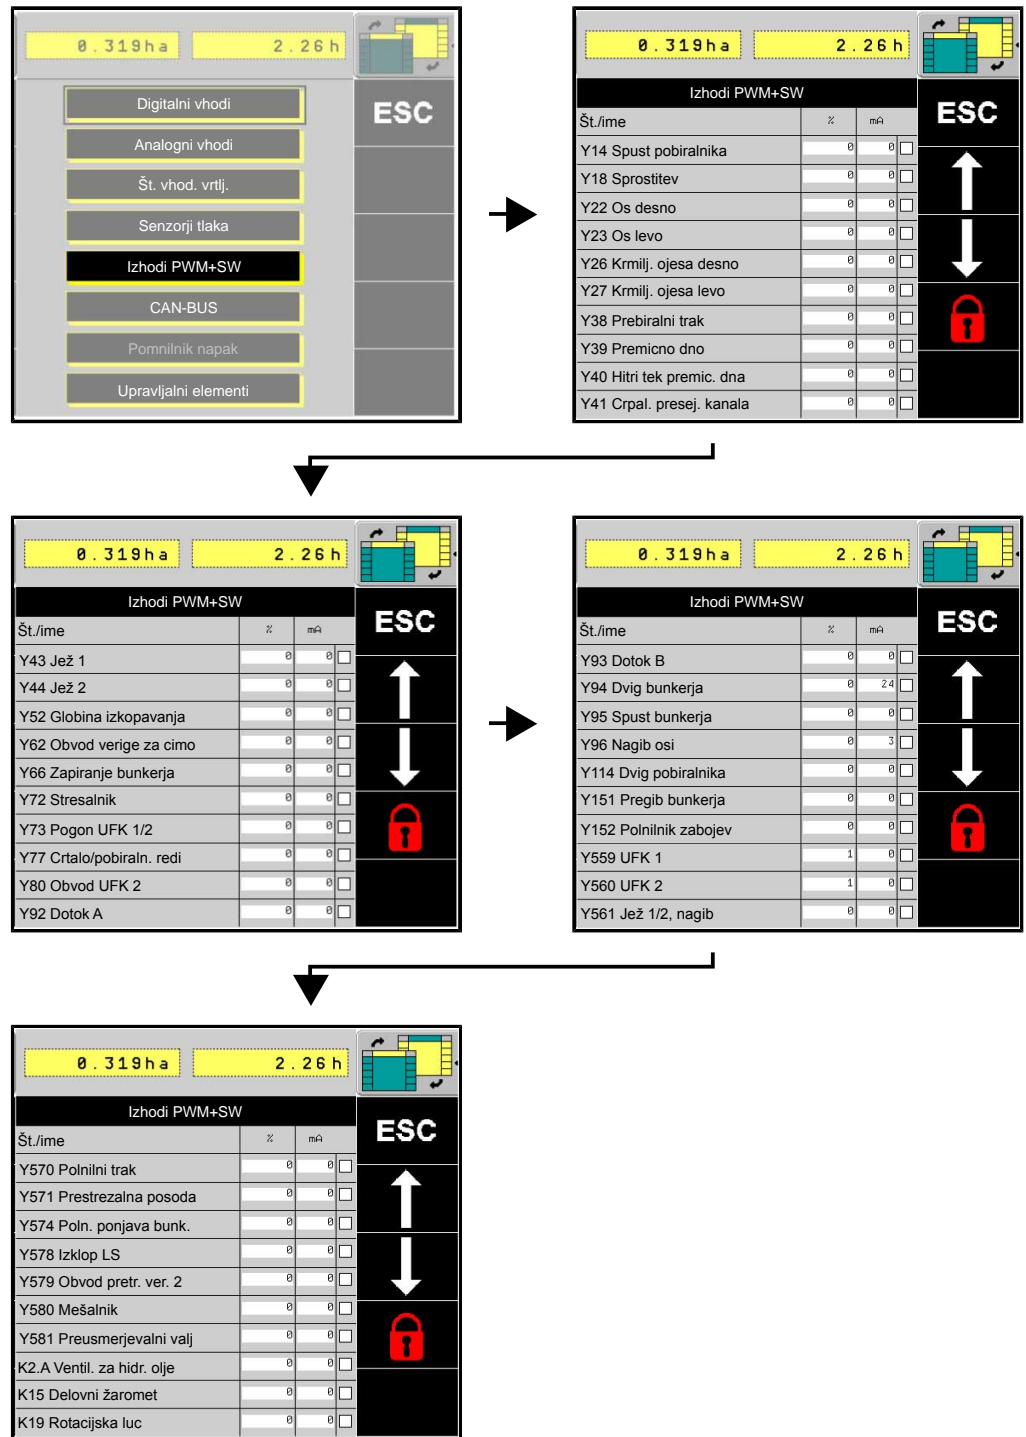 0.319ha 2.26h
ESC
Digitalni vhodi
Analogni vhodi
Št. vhod. vrtlj.
Senzorji tlaka
Izhodi PWM+SW
CAN-BUS
Pomnilnik napak
Upravljalni elementi
0.319ha 2.26h
Izhodi PWM+SW
ESC
Št./ime % mA
Y14 Spust pobiralnika 0 0
Y18 Sprostitev 0 0
Y22 Os desno 0 0
Y23 Os levo 0 0
Y26 Krmilj. ojesa desno 0 0
Y27 Krmilj. ojesa levo 0 0
Y38 Prebiralni trak 0 0
Y39 Premicno dno 0 0
Y40 Hitri tek premic. dna 0 0
Y41 Crpal. presej. kanala 0 0
0.319ha 2.26h
Izhodi PWM+SW
ESC
Št./ime % mA
Y43 Jež 1 0 0
Y44 Jež 2 0 0
Y52 Globina izkopavanja 0 0
Y62 Obvod verige za cimo 0 0
Y66 Zapiranje bunkerja 0 0
Y72 Stresalnik 0 0
Y73 Pogon UFK 1/2 0 0
Y77 Crtalo/pobiraln. redi 0 0
Y80 Obvod UFK 2 0 0
Y92 Dotok A 0 0
0.319ha 2.26h
Izhodi PWM+SW
ESC
Št./ime % mA
Y93 Dotok B 0 0
Y94 Dvig bunkerja 0 24
Y95 Spust bunkerja 0 0
Y96 Nagib osi 0 3
Y114 Dvig pobiralnika 0 0
Y151 Pregib bunkerja 0 0
Y152 Polnilnik zabojev 0 0
Y559 UFK 1 1 0
Y560 UFK 2 1 0
Y561 Jež 1/2, nagib 0 0
0.319ha 2.26h
Izhodi PWM+SW
ESC
Št./ime % mA
Y570 Polnilni trak 0 0
Y571 Prestrezalna posoda 0 0
Y574 Poln. ponjava bunk. 0 0
Y578 Izklop LS 0 0
Y579 Obvod pretr. ver. 2 0 0
Y580 Mešalnik 0 0
Y581 Preusmerjevalni valj 0 0
K2.A Ventil. za hidr. olje 0 0
K15 Delovni žaromet 0 0
K19 Rotacijska luc 0 0